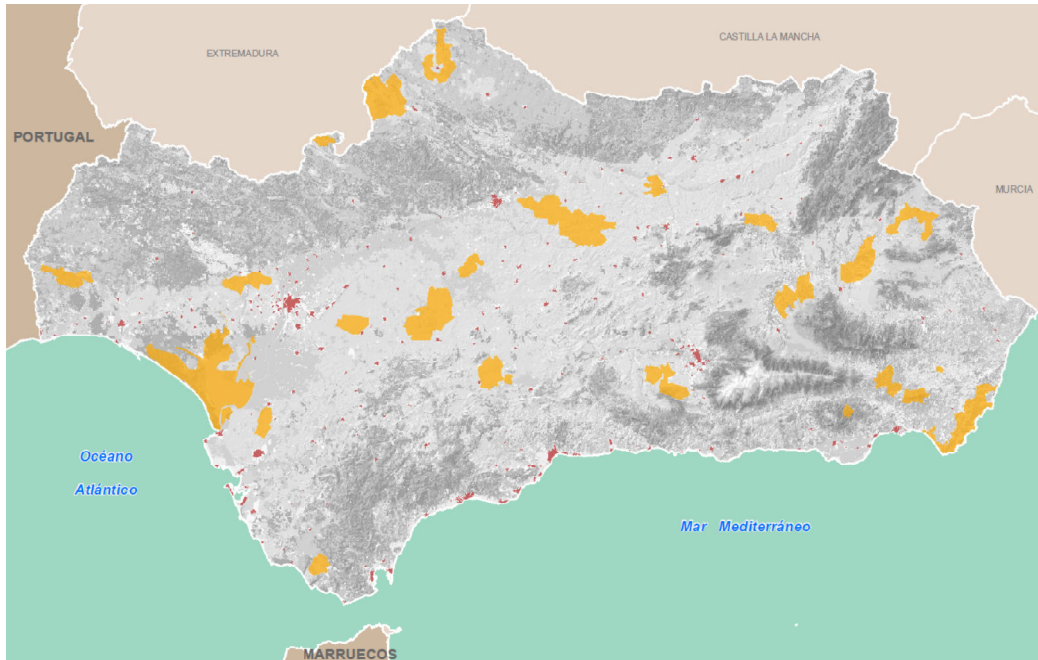 CASTILLA LA MANCHA
EXTREMADURA
PORTUGAL
MURCIA
Océano
Atlántico
Mar Mediterráneo
MARRUECOS